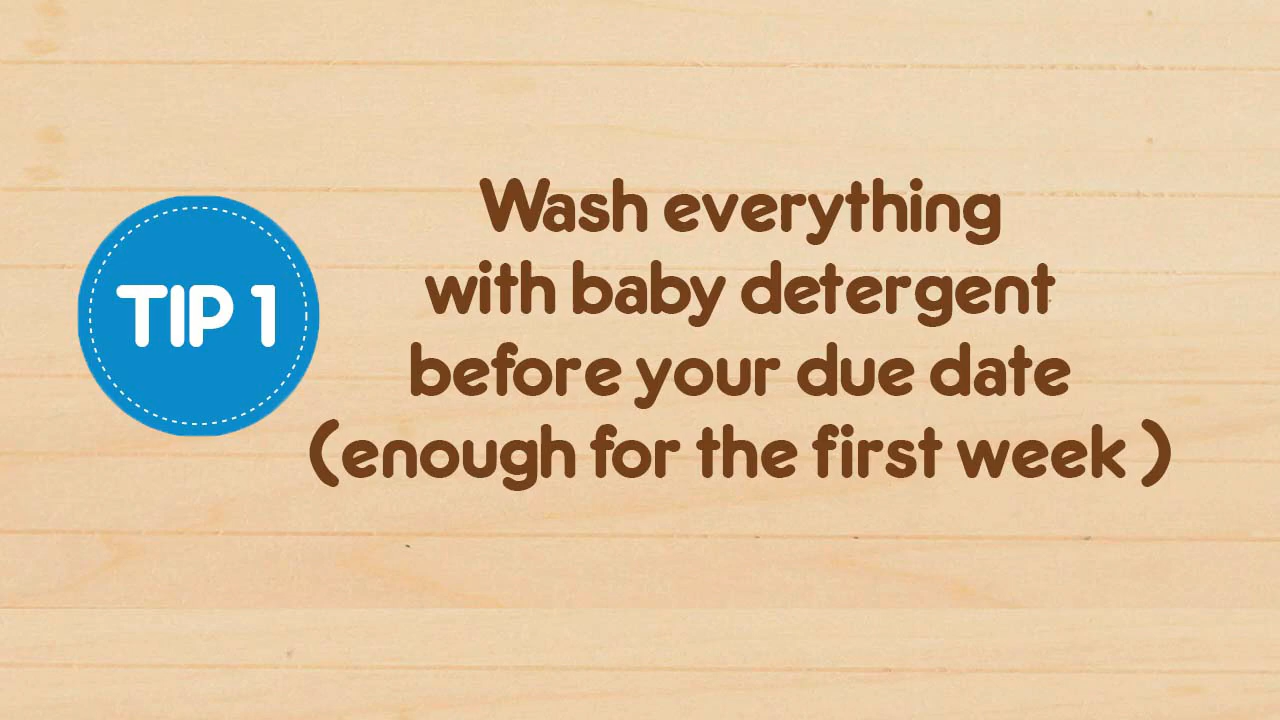 TIP 1
Wash everything
with baby detergent
before your due date
(enough for the first week)